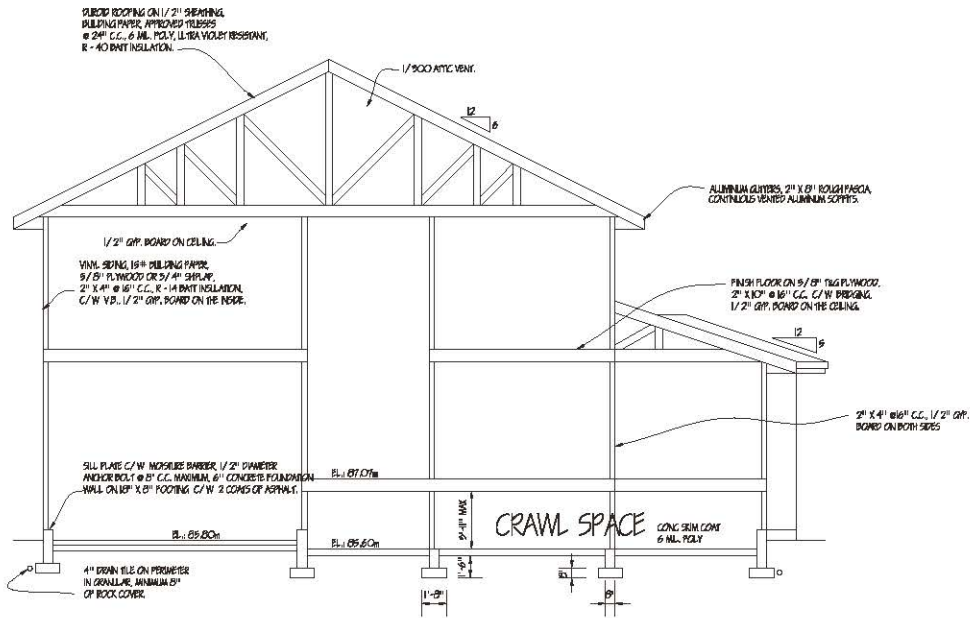 DUROID ROOFING ON 1/2" SHEATHING,
BUILDING PAPER, APPROVED TRUSSES
@ 24" C.C., 6 MIL. POLY, ULTRA VIOLET RESISTANT,
R - 40 BATT INSULATION.
1/300 ATTIC VENT.
12
6
ALUMINUM GUTTERS, 2" X 8" ROUGH FASCIA,
CONTINUOUS VENTED ALUMINUM SOFFITS.
1/2" GYP. BOARD ON CEILING.
VINYL SIDING, 15# BUILDING PAPER,
3/8" PLYWOOD OR 3/4" SHIPLAP,
2" X 4" @ 16" C.C., R - 14 BATT INSULATION,
C/W V.B., 1/2" GYP. BOARD ON THE INSIDE.
FINISH FLOOR ON 5/8" T&G PLYWOOD,
2" X 10" @ 16" C.C. C/W BRIDGING,
1/2" GYP. BOARD ON THE CEILING.
12
5
2" X 4" @16" C.C., 1/2" GYP.
BOARD ON BOTH SIDES
SILL PLATE C/W MOISTURE BARRIER, 1/2" DIAMETER
ANCHOR BOLT @ 8" C.C. MAXIMUM, 6" CONCRETE FOUNDATION
WALL ON 18" X 8" FOOTING C/W 2 COATS OF ASPHALT.
EL.: 87.07m
EL.: 85.80m
EL.: 85.60m
MAX
CRAWL SPACE
CONC SKIM COAT
6 MIL. POLY
4" DRAIN TILE ON PERIMETER
IN GRANULAR, MINIMUM 8"
OF ROCK COVER.
1'-6"
8"
1'-8"
8"